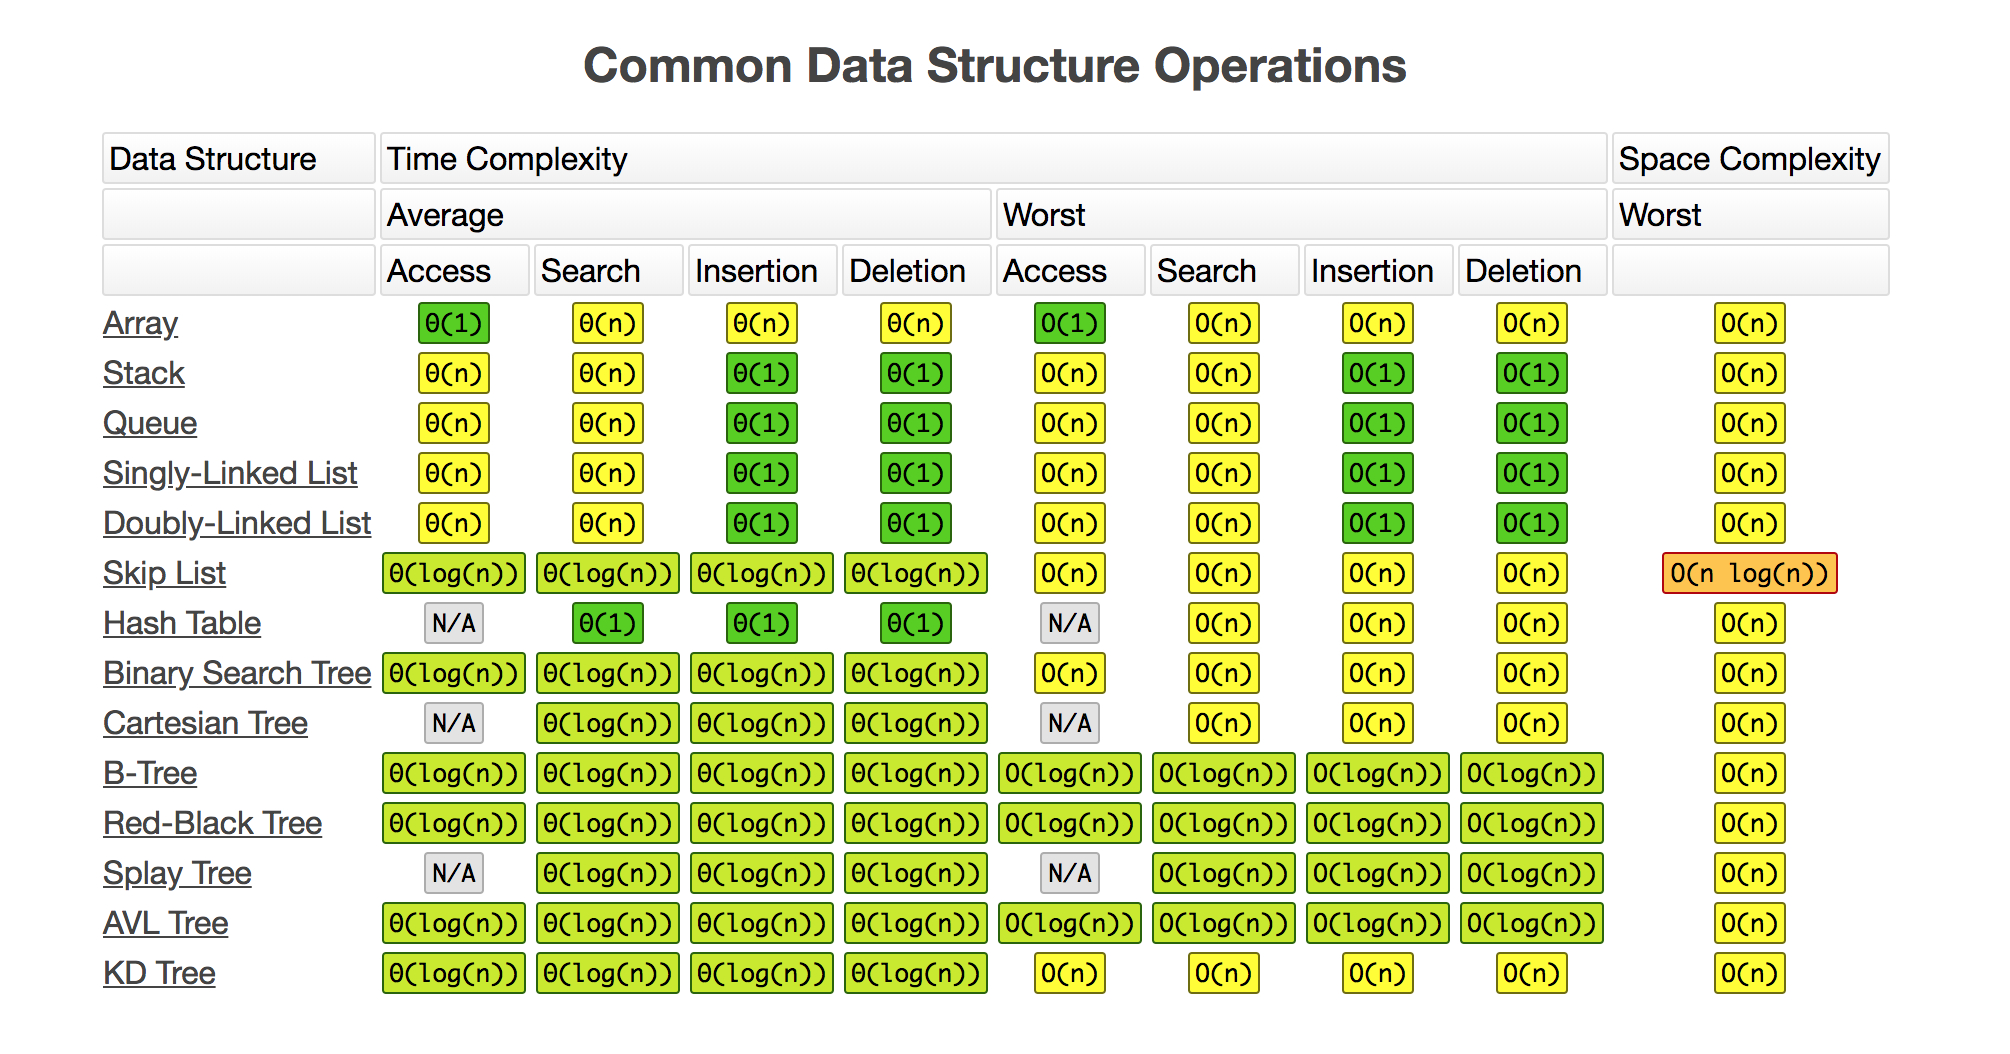 Common Data Structure Operations
Data Structure Time Complexity Space Complexity
Average Worst Worst
Access Search Insertion Deletion Access Search Insertion Deletion
Array Θ(1) Θ(n) Θ(n) Θ(n) O(1) O(n) O(n) O(n) O(n)
Stack Θ(n) Θ(n) Θ(1) Θ(1) O(n) O(n) O(1) O(1) O(n)
Queue Θ(n) Θ(n) Θ(1) Θ(1) O(n) O(n) O(1) O(1) O(n)
Singly-Linked List Θ(n) Θ(n) Θ(1) Θ(1) O(n) O(n) O(1) O(1) O(n)
Doubly-Linked List Θ(n) Θ(n) Θ(1) Θ(1) O(n) O(n) O(1) O(1) O(n)
Skip List Θ(log(n)) Θ(log(n)) Θ(log(n)) Θ(log(n)) O(n) O(n) O(n) O(n) O(n log(n))
Hash Table N/A Θ(1) Θ(1) Θ(1) N/A O(n) O(n) O(n) O(n)
Binary Search Tree Θ(log(n)) Θ(log(n)) Θ(log(n)) Θ(log(n)) O(n) O(n) O(n) O(n) O(n)
Cartesian Tree N/A Θ(log(n)) Θ(log(n)) Θ(log(n)) N/A O(n) O(n) O(n) O(n)
B-Tree Θ(log(n)) Θ(log(n)) Θ(log(n)) Θ(log(n)) O(log(n)) O(log(n)) O(log(n)) O(log(n)) O(n)
Red-Black Tree Θ(log(n)) Θ(log(n)) Θ(log(n)) Θ(log(n)) O(log(n)) O(log(n)) O(log(n)) O(log(n)) O(n)
Splay Tree N/A Θ(log(n)) Θ(log(n)) Θ(log(n)) N/A O(log(n)) O(log(n)) O(log(n)) O(n)
AVL Tree Θ(log(n)) Θ(log(n)) Θ(log(n)) Θ(log(n)) O(log(n)) O(log(n)) O(log(n)) O(log(n)) O(n)
KD Tree Θ(log(n)) Θ(log(n)) Θ(log(n)) Θ(log(n)) O(n) O(n) O(n) O(n) O(n)